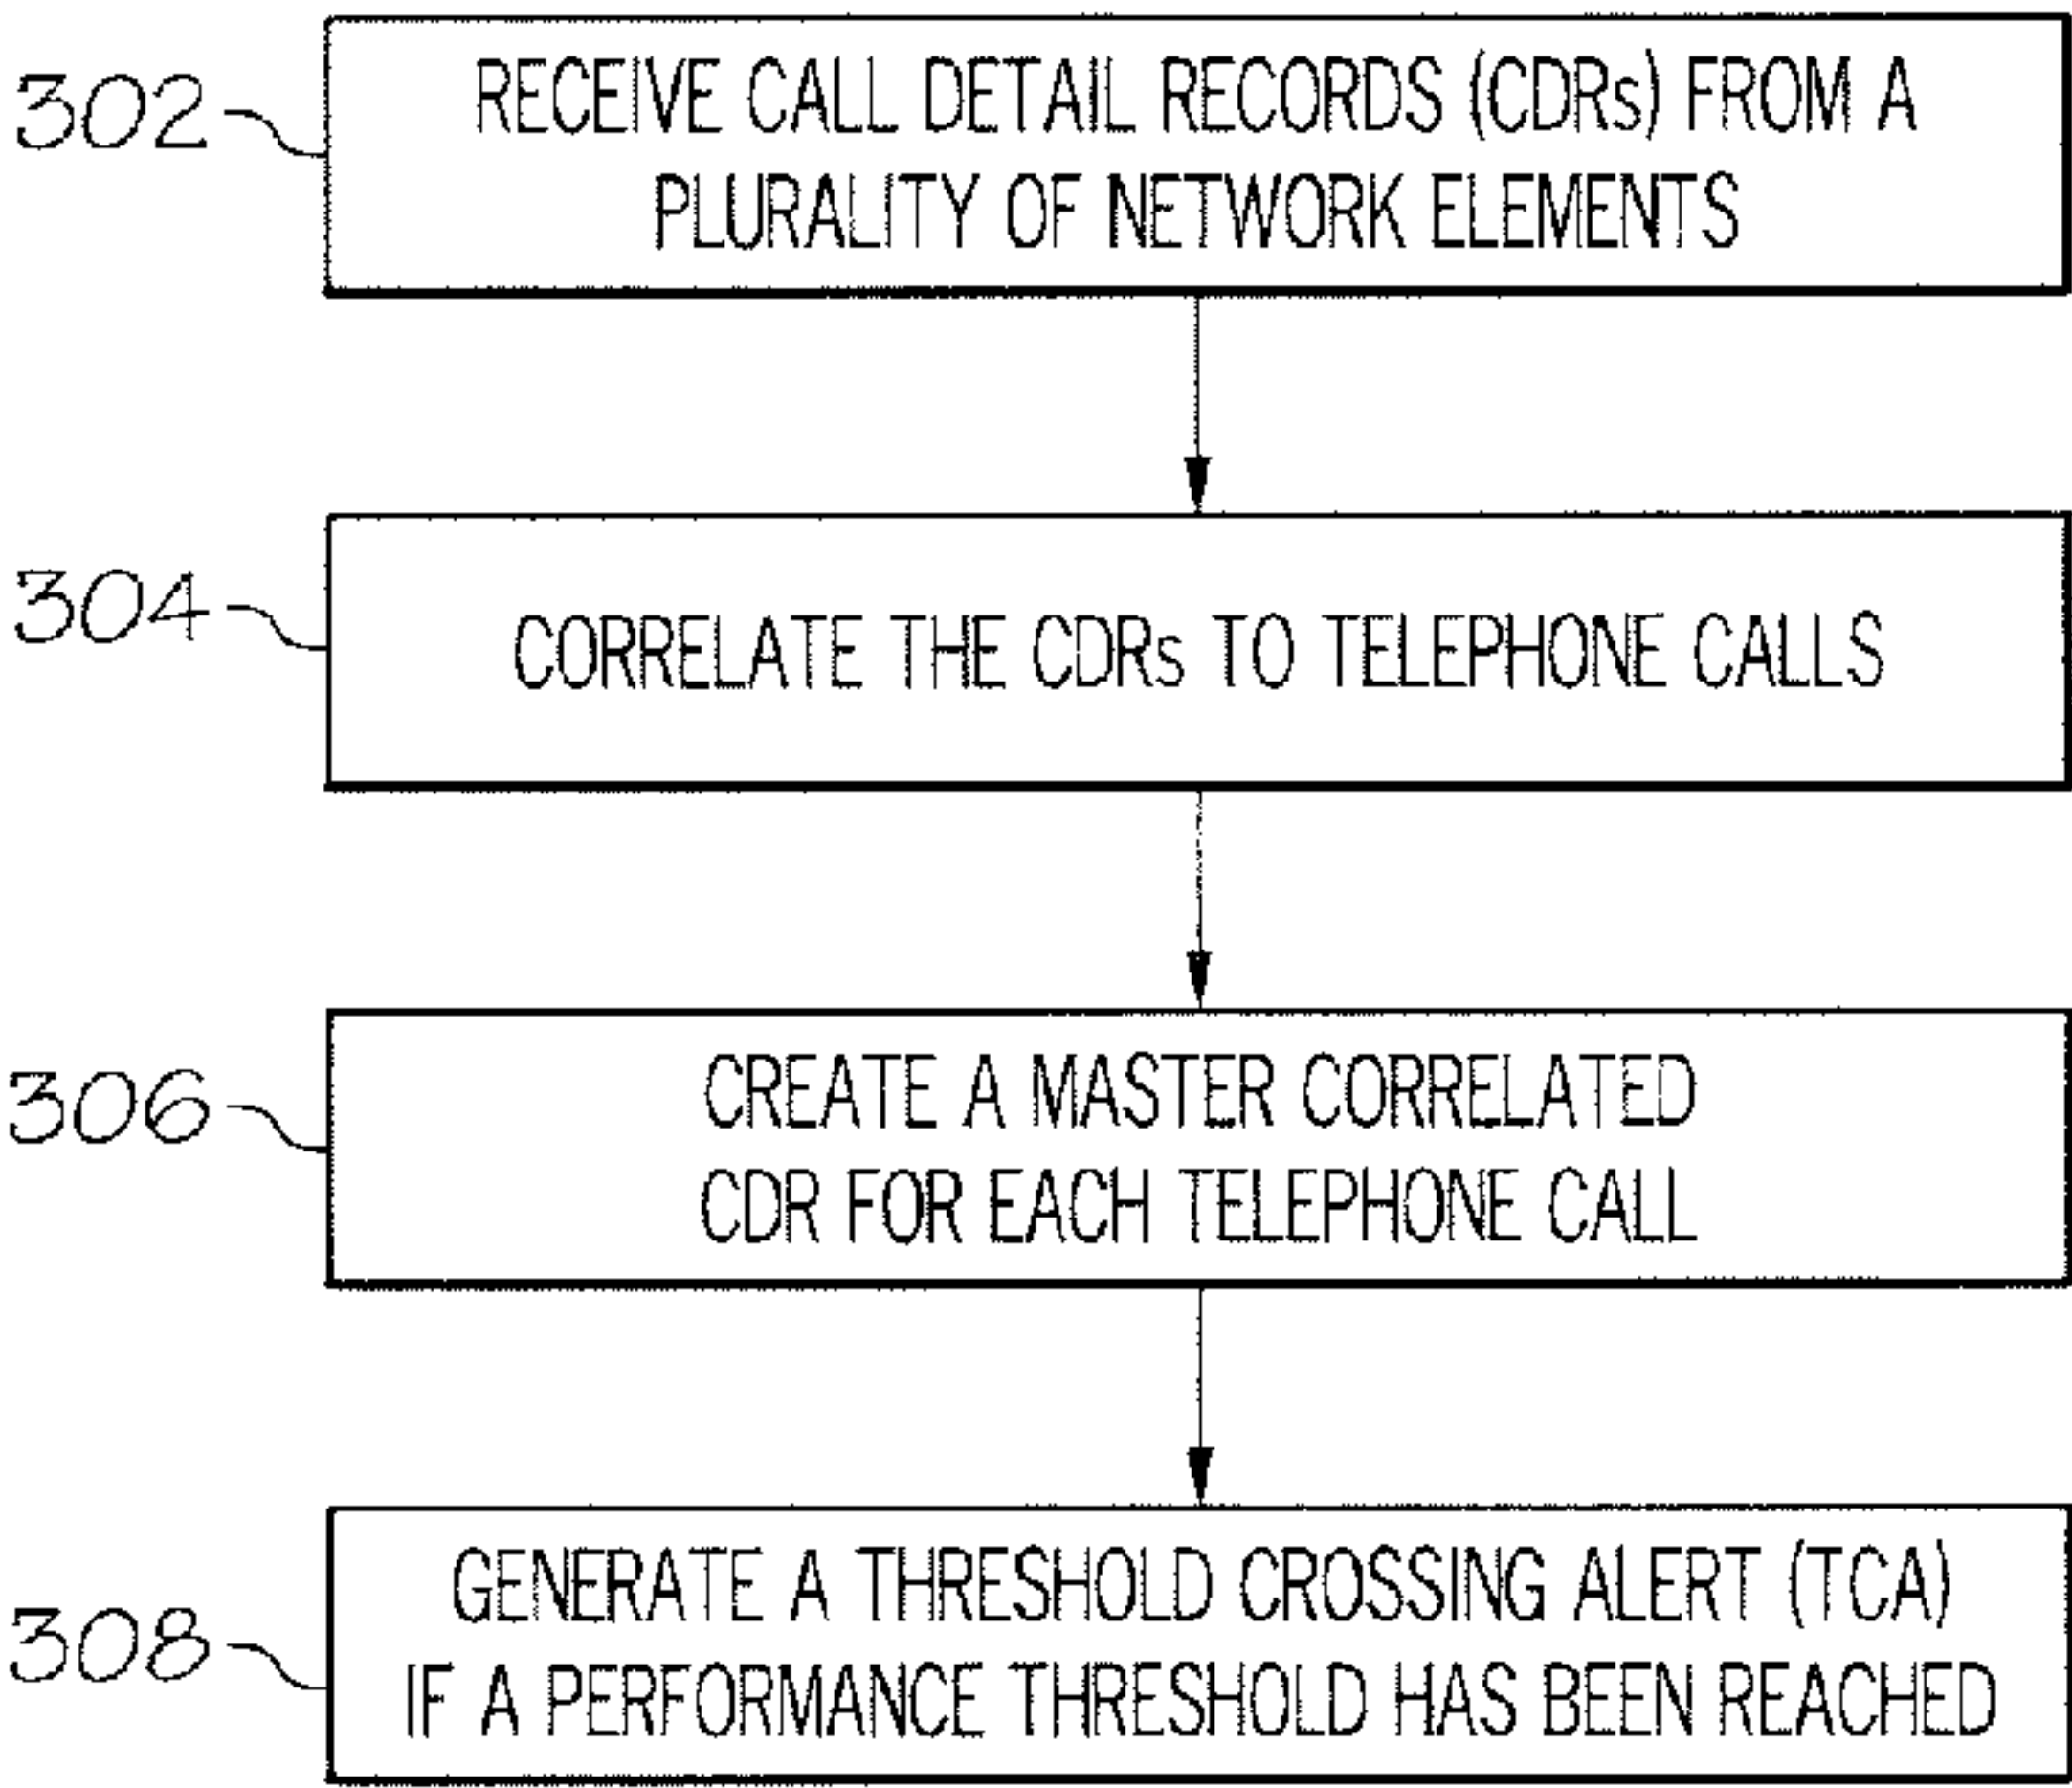 302
RECEIVE CALL DETAIL RECORDS (CDRs) FROM A
PLURALITY OF NETWORK ELEMENTS
304
CORRELATE THE CDRs TO TELEPHONE CALLS
306
CREATE A MASTER CORRELATED
CDR FOR EACH TELEPHONE CALL
308
GENERATE A THRESHOLD CROSSING ALERT (TCA)
IF A PERFORMANCE THRESHOLD HAS BEEN REACHED